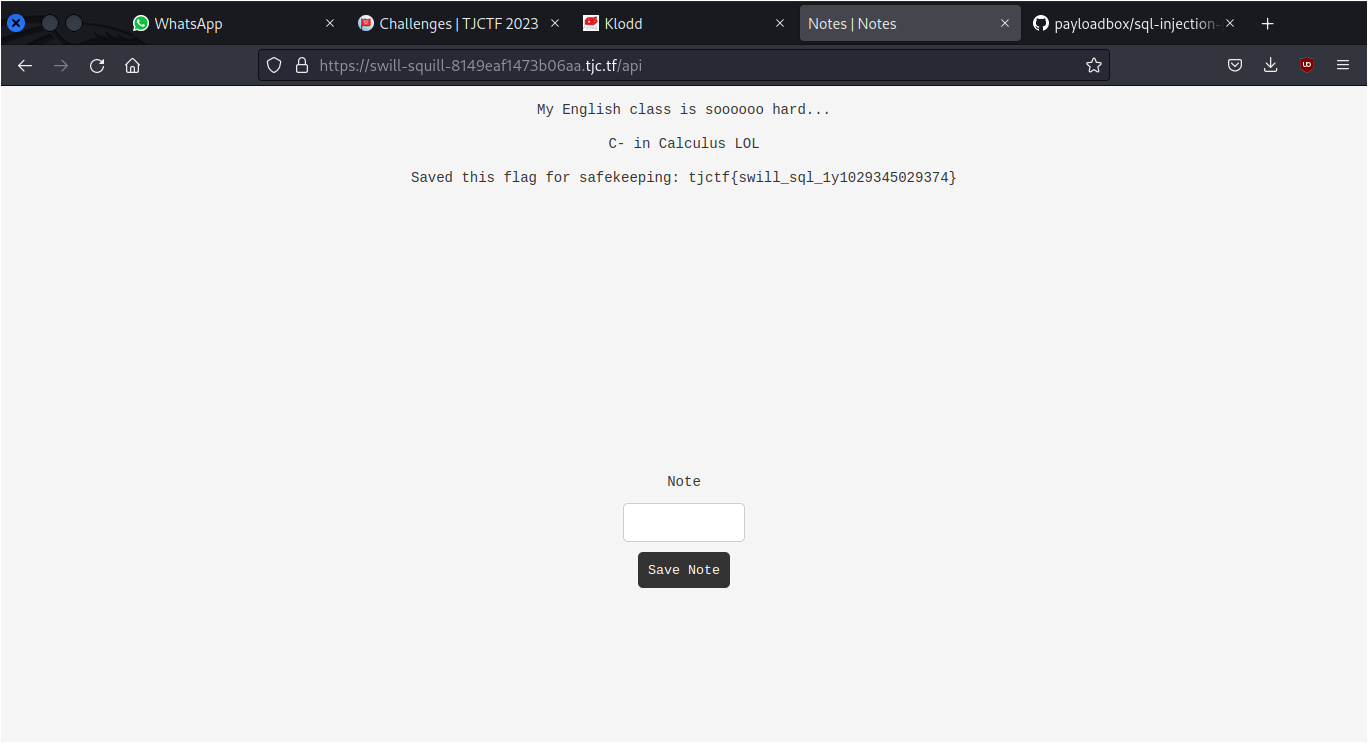 WhatsApp
Challenges | TJCTF 2023
Klodd
Notes | Notes
payloadbox/sql-injection-
https://swill-squill-8149eaf1473b06aa.tjc.tf/api
My English class is soooooo hard...
C- in Calculus LOL
Saved this flag for safekeeping: tjctf{swill_sql_1y1029345029374}
Note
Save Note